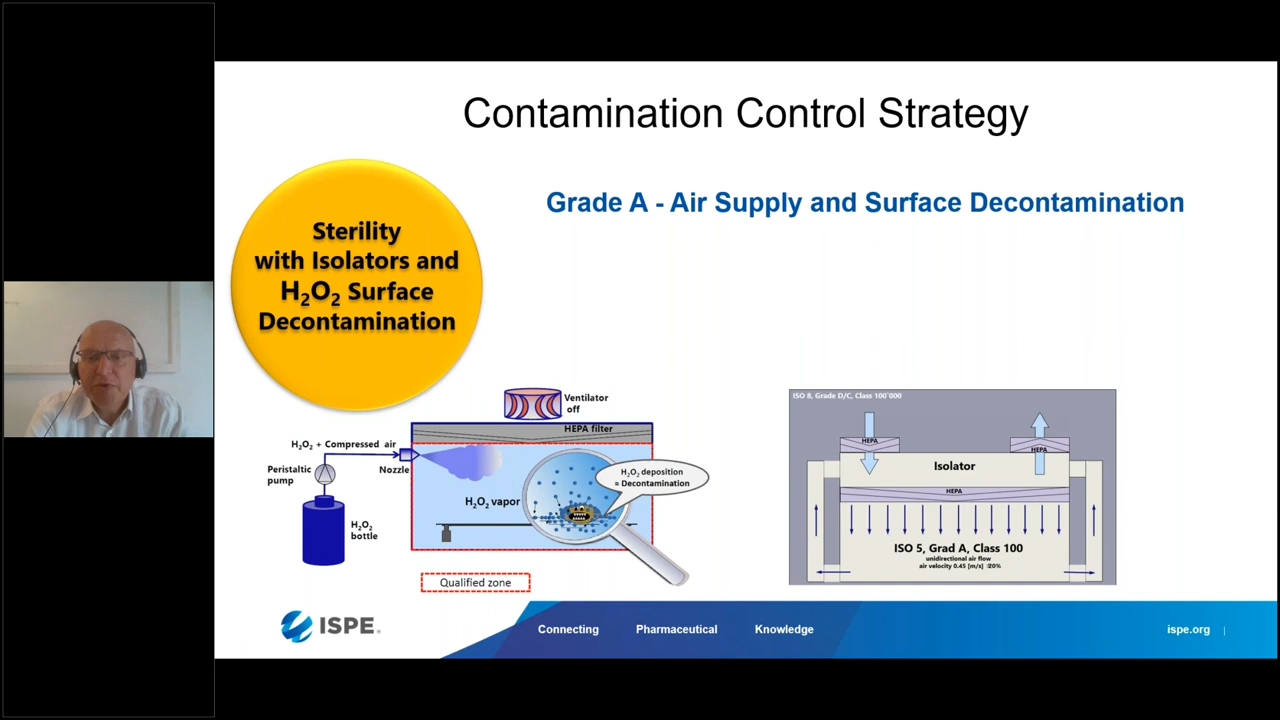 Contamination Control Strategy
Grade A - Air Supply and Surface Decontamination
Sterility
with Isolators and
H₂O₂ Surface
Decontamination
Ventilator
off
HEPA filter
H₂O₂ + Compressed air
Peristaltic
pump
Nozzle
H₂O₂ deposition
= Decontamination
H₂O₂ vapor
H₂O₂
bottle
Qualified zone
ISO 8, Grade D/C, Class 100`000
HEPA
HEPA
Isolator
HEPA
ISO 5, Grad A, Class 100
unidirectional air flow
air velocity 0.45 [m/s] ±20%
ISPE®
Connecting
Pharmaceutical
Knowledge
ispe.org |